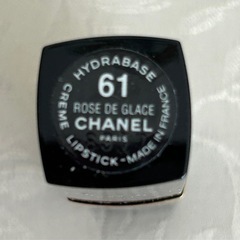 HYDRABASE
61
ROSE DE GLACE
CHANEL
PARIS
CREME LIPSTICK-MADE IN FRANCE